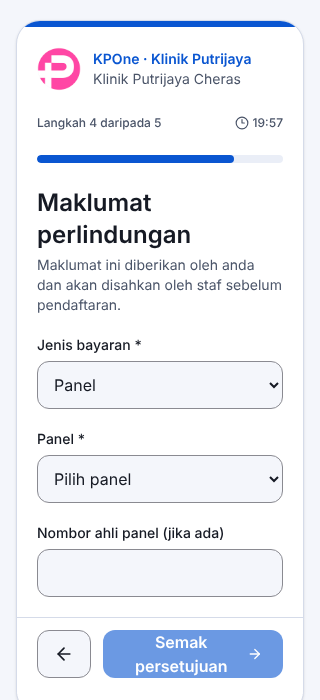 KPOne · Klinik Putrijaya
Klinik Putrijaya Cheras
Langkah 4 daripada 5
19:57
Maklumat
perlindungan
Maklumat ini diberikan oleh anda
dan akan disahkan oleh staf sebelum
pendaftaran.
Jenis bayaran *
Panel
Panel *
Pilih panel
Nombor ahli panel (jika ada)
Semak
persetujuan